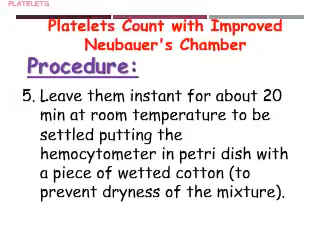 PLATELETS
Platelets Count with Improved
Neubauer's Chamber
Procedure:
5. Leave them instant for about 20
min at room temperature to be
settled putting the
hemocytometer in petri dish with
a piece of wetted cotton (to
prevent dryness of the mixture).